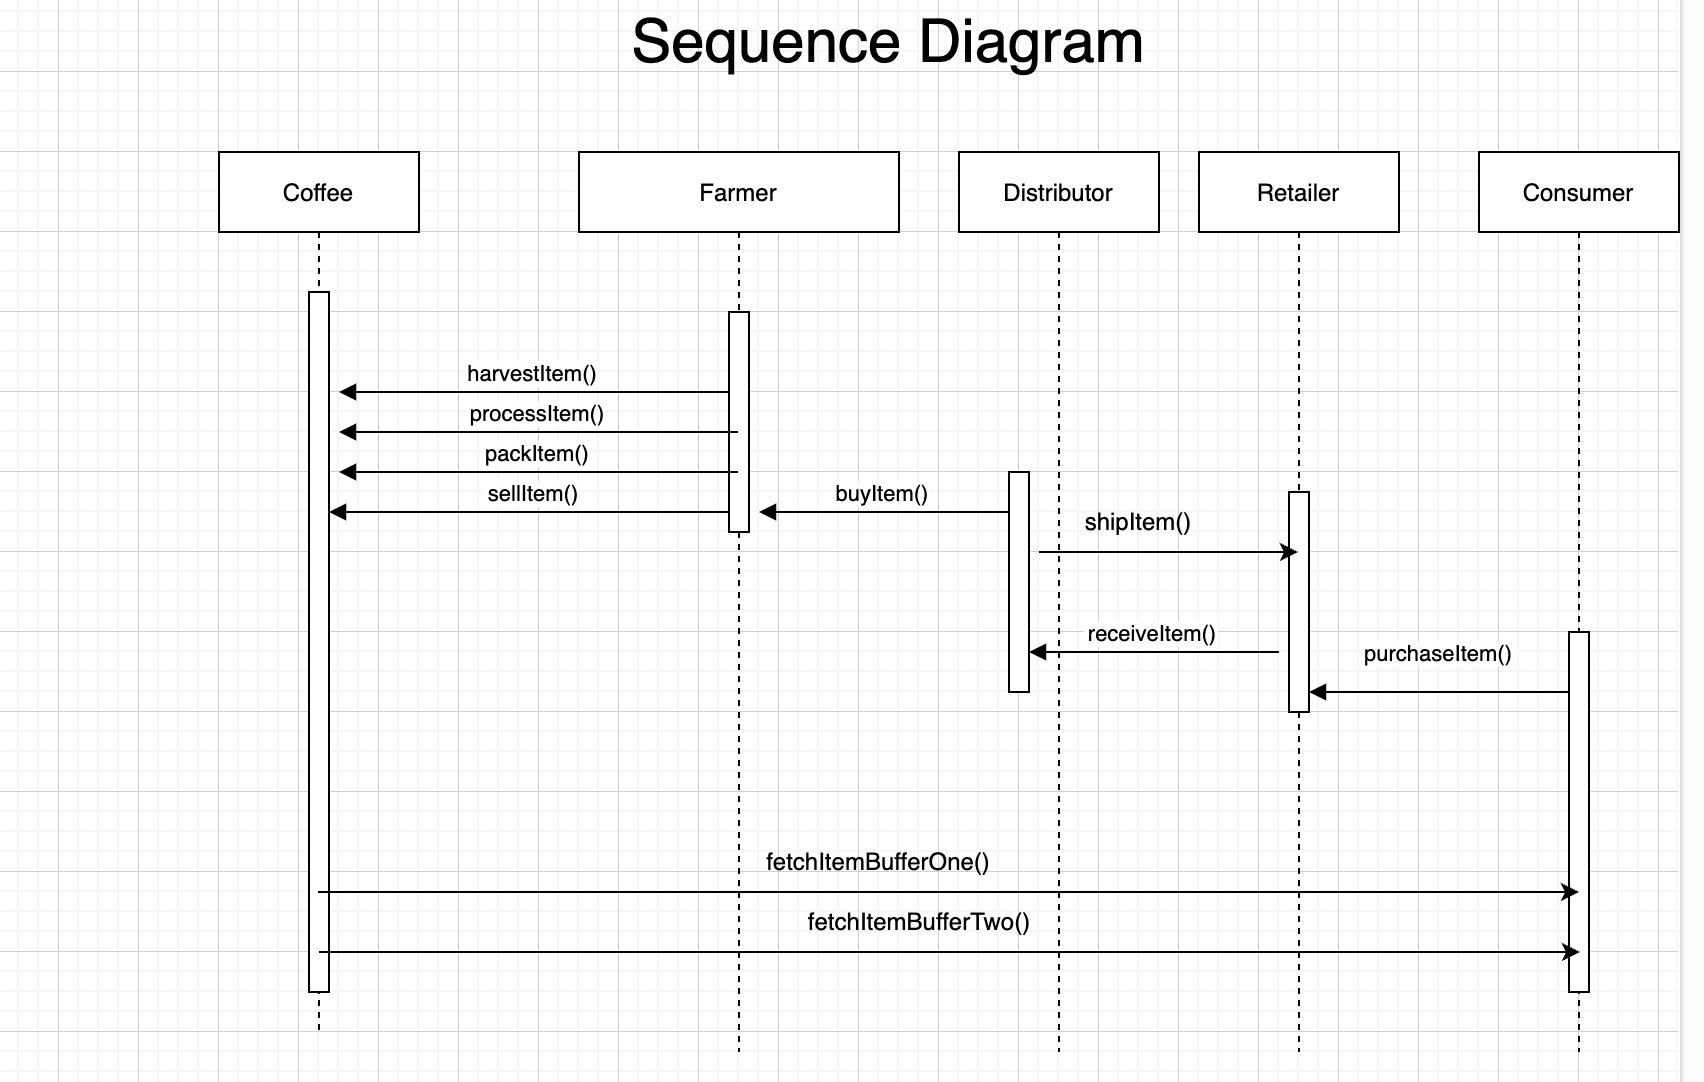 Sequence Diagram
Coffee
Farmer
Distributor
Retailer
Consumer
harvestItem()
processItem()
packItem()
sellItem()
buyItem()
shipItem()
receiveItem()
purchaseItem()
fetchItemBufferOne()
fetchItemBufferTwo()